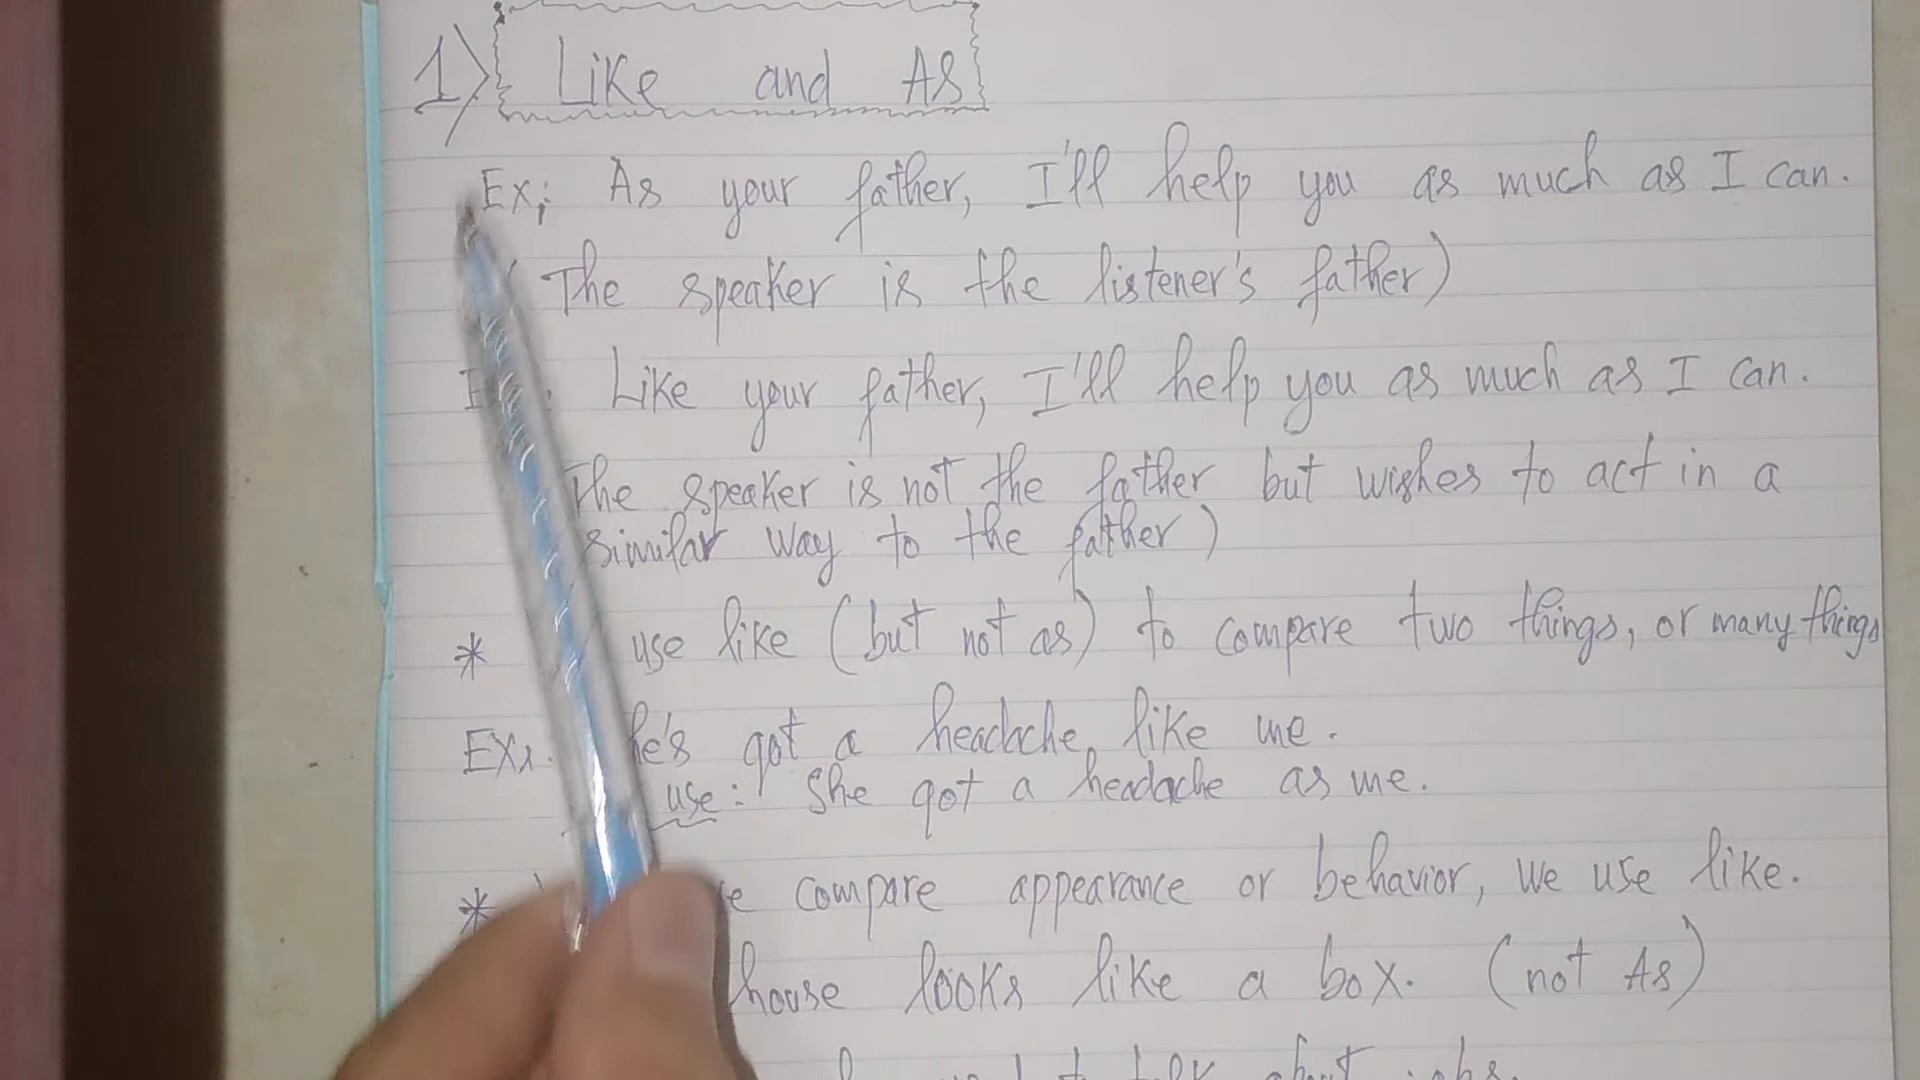 1) Like and As
Ex: As your father, I'll help you as much as I can.
( The speaker is the listener's father)
Like your father, I'll help you as much as I can.
The speaker is not the father but wishes to act in a
similar way to the father)
* use like (but not as) to compare two things, or many things
Ex: he's got a headache, like me.
use: She got a headache as me.
* compare appearance or behavior, we use like.
house looks like a box. (not As)
about jobs.